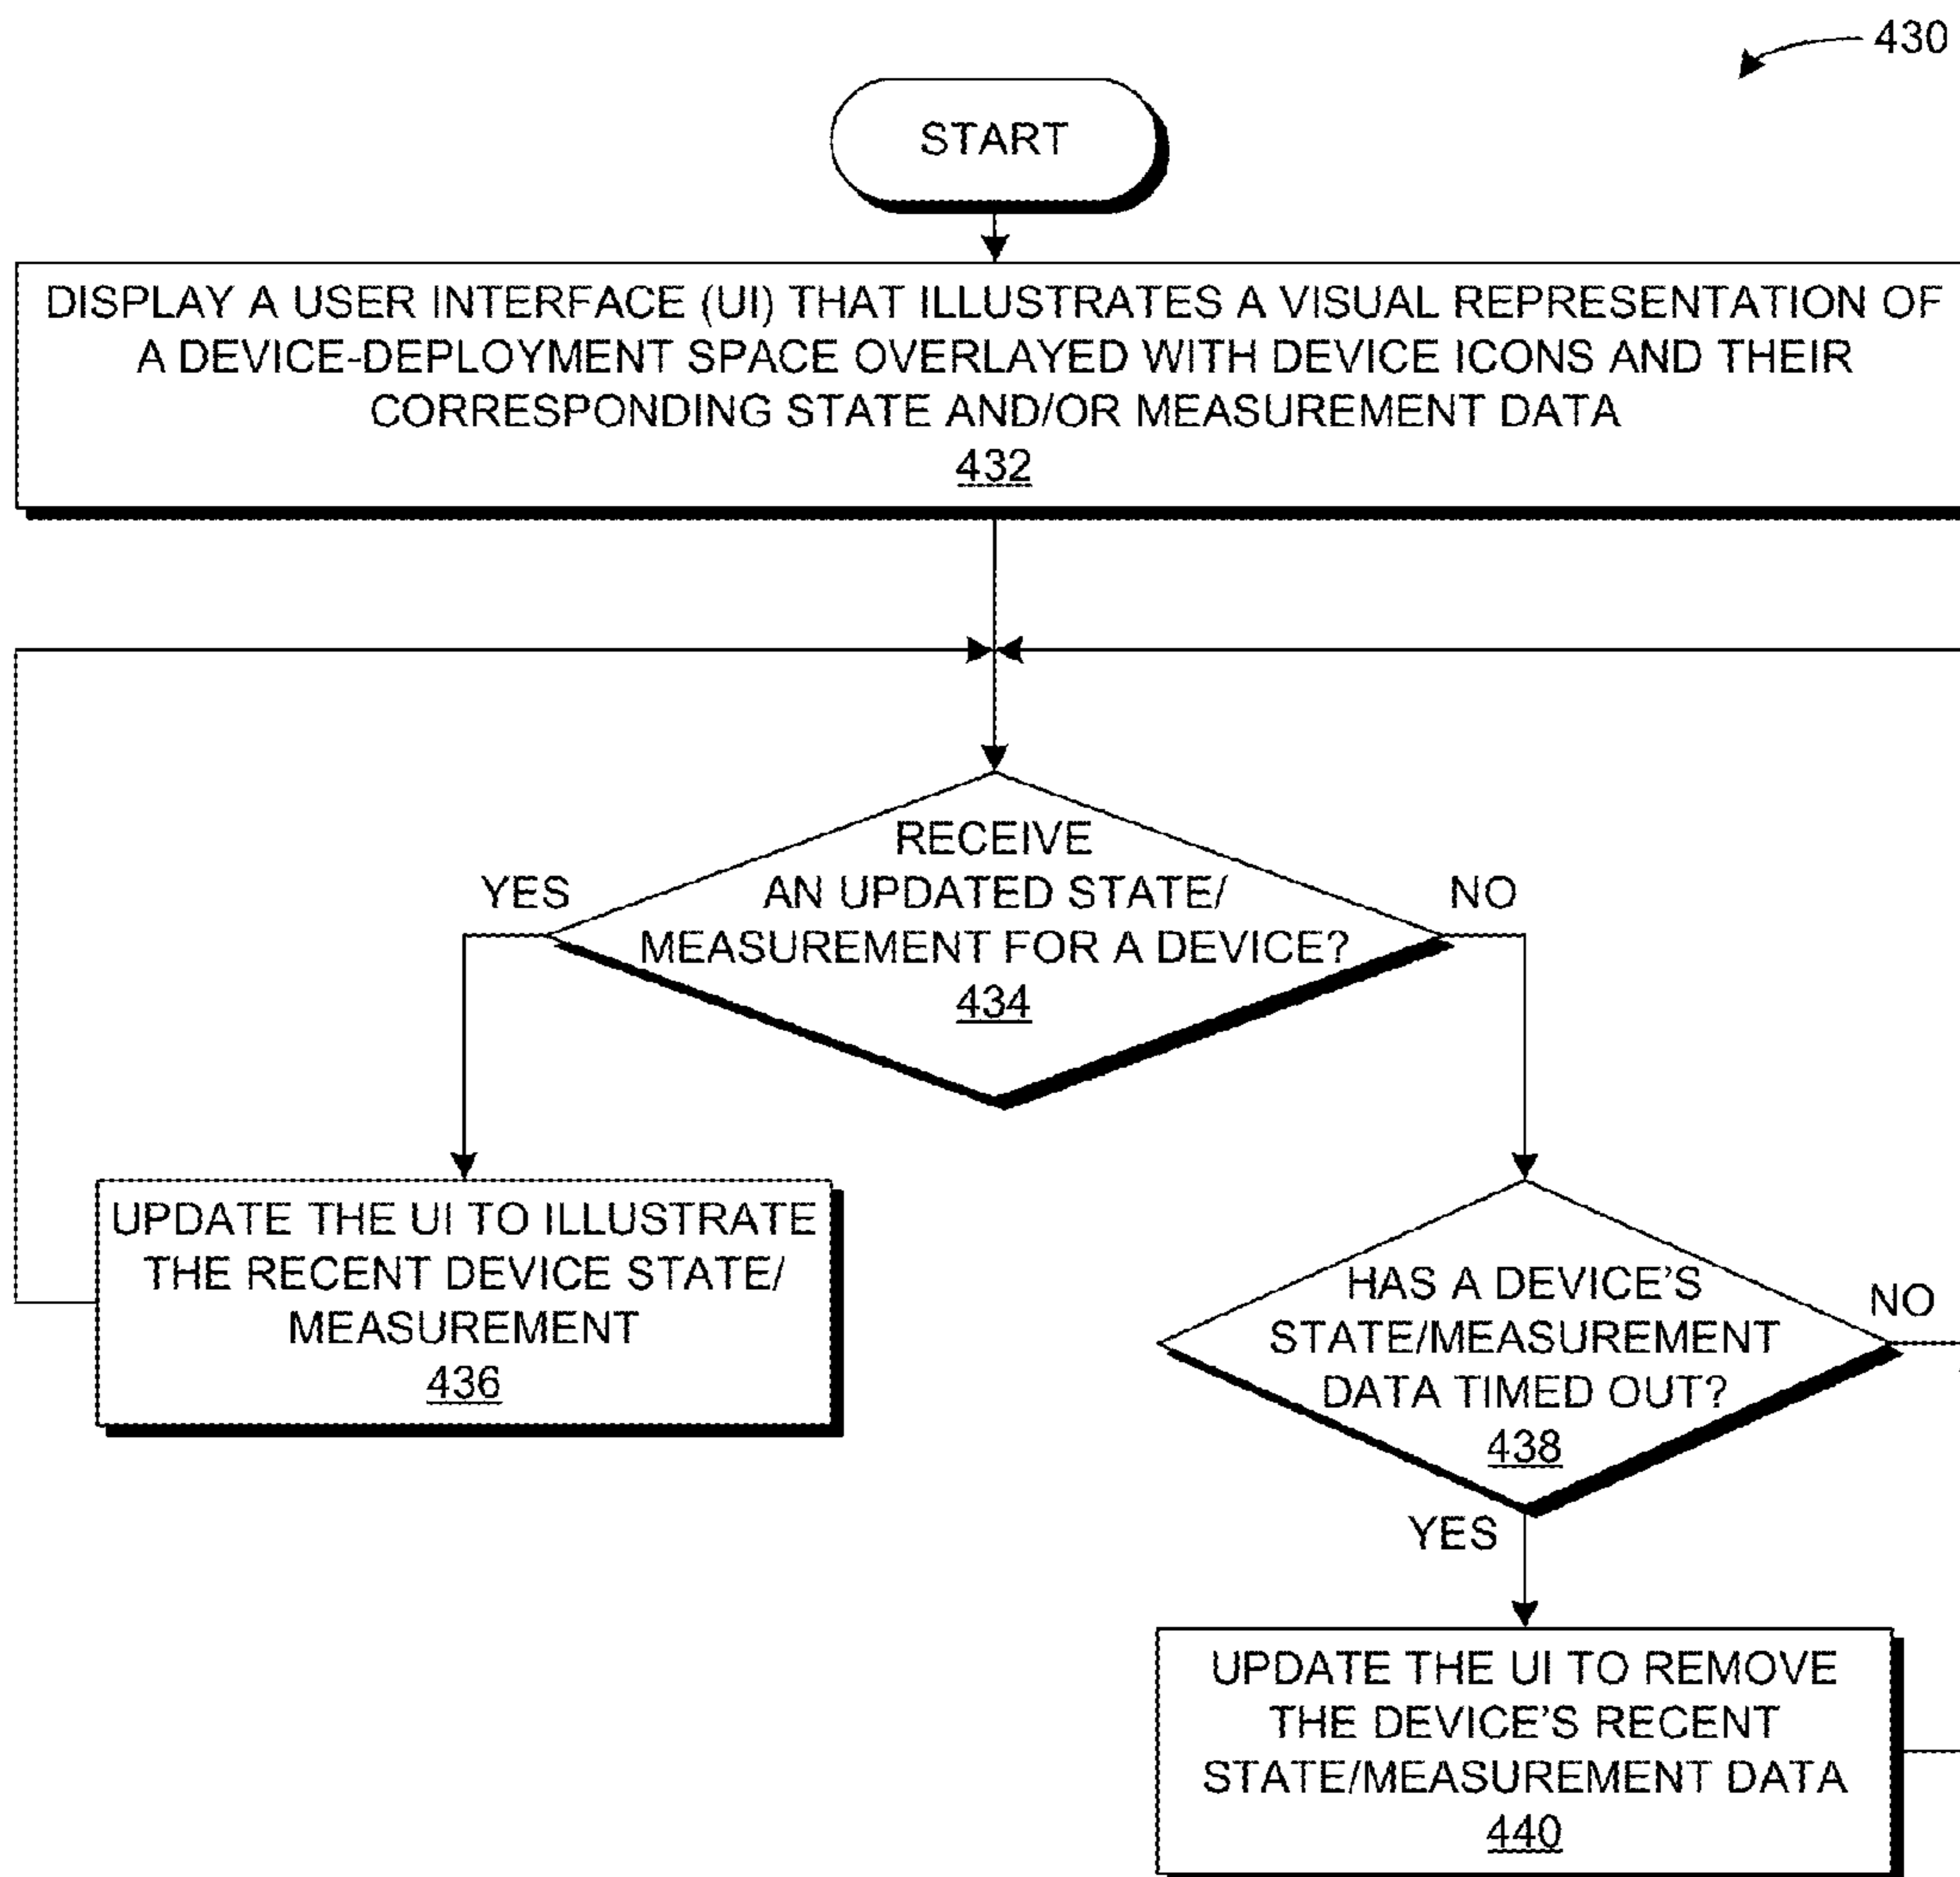 430
START
DISPLAY A USER INTERFACE (UI) THAT ILLUSTRATES A VISUAL REPRESENTATION OF
A DEVICE-DEPLOYMENT SPACE OVERLAYED WITH DEVICE ICONS AND THEIR
CORRESPONDING STATE AND/OR MEASUREMENT DATA
432
RECEIVE
AN UPDATED STATE/
MEASUREMENT FOR A DEVICE?
434
YES
NO
UPDATE THE UI TO ILLUSTRATE
THE RECENT DEVICE STATE/
MEASUREMENT
436
HAS A DEVICE'S
STATE/MEASUREMENT
DATA TIMED OUT?
438
NO
YES
UPDATE THE UI TO REMOVE
THE DEVICE'S RECENT
STATE/MEASUREMENT DATA
440